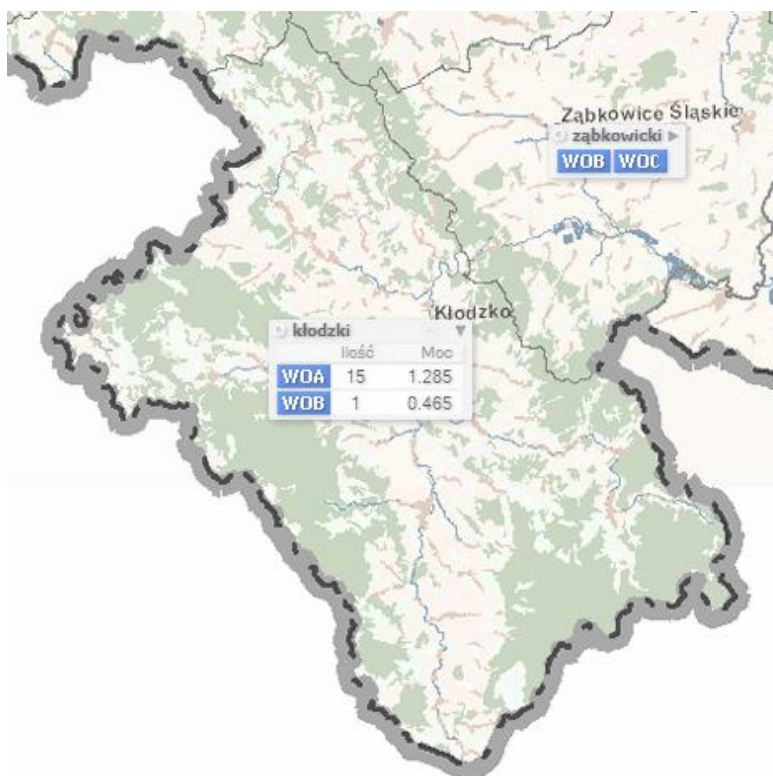 Ząbkowice Śląskie
ząbkowicki
WOB WOC
Kłodzko
kłodzki
Ilość Moc
WOA 15 1.285
WOB 1 0.465